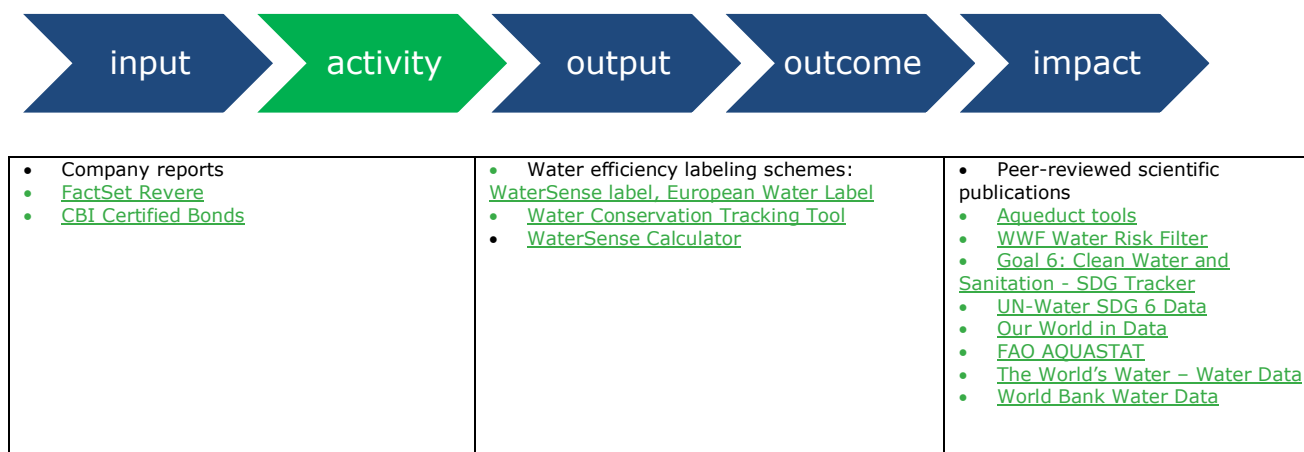 input
activity
output
outcome
impact
• Company reports
• FactSet Revere
• CBI Certified Bonds
• Water efficiency labeling schemes:
WaterSense label, European Water Label
• Water Conservation Tracking Tool
• WaterSense Calculator
• Peer-reviewed scientific
publications
• Aqueduct tools
• WWF Water Risk Filter
• Goal 6: Clean Water and
Sanitation - SDG Tracker
• UN-Water SDG 6 Data
• Our World in Data
• FAO AQUASTAT
• The World’s Water – Water Data
• World Bank Water Data